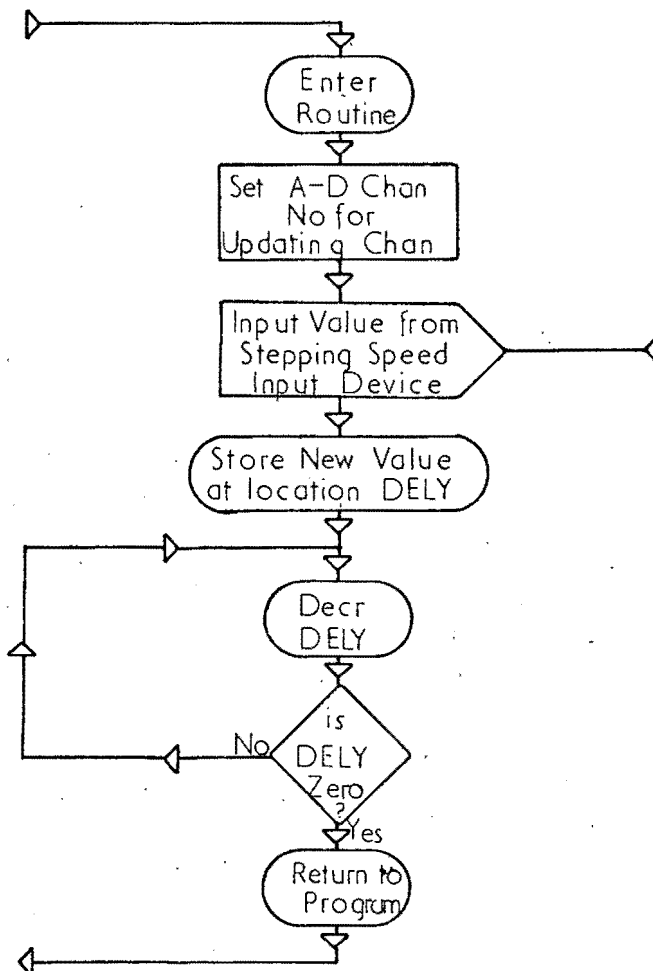 Enter
Routine
Set A-D Chan
No for
Updating Chan
Input Value from
Stepping Speed
Input Device
Store New Value
at location DELY
Decr
DELY
is
No
DELY
Zero
?
Yes
Return to
Program